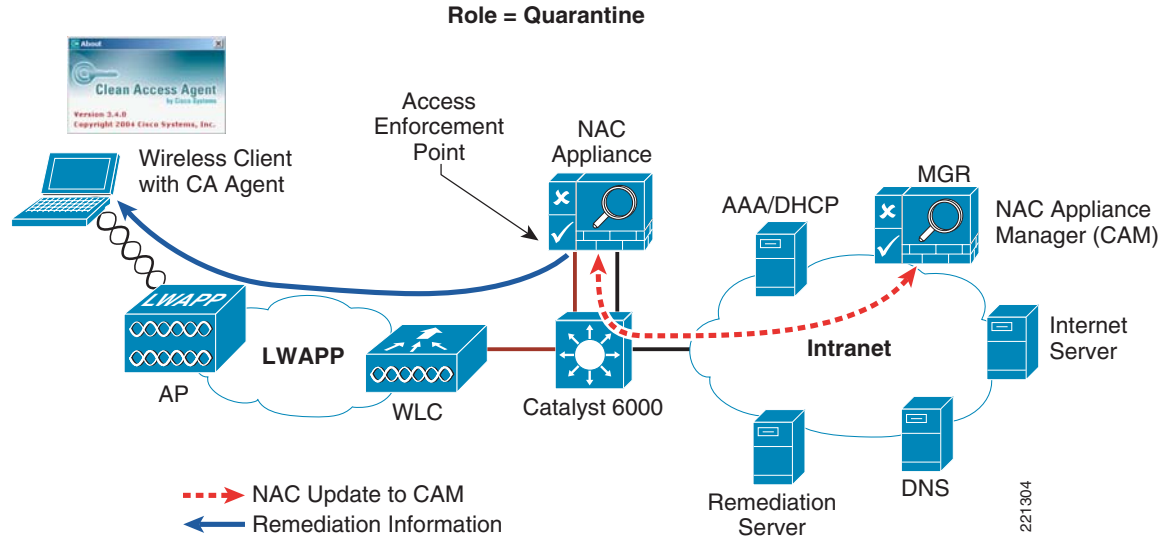 Role = Quarantine
About
Clean Access Agent
by Cisco Systems
Version 3.4.0
Copyright 2004 Cisco Systems, Inc.
Wireless Client
with CA Agent
Access
Enforcement
Point
NAC
Appliance
MGR
AAA/DHCP
NAC Appliance
Manager (CAM)
LWAPP
LWAPP
Intranet
Internet
Server
AP
WLC
Catalyst 6000
Remediation
Server
DNS
NAC Update to CAM
Remediation Information
221304